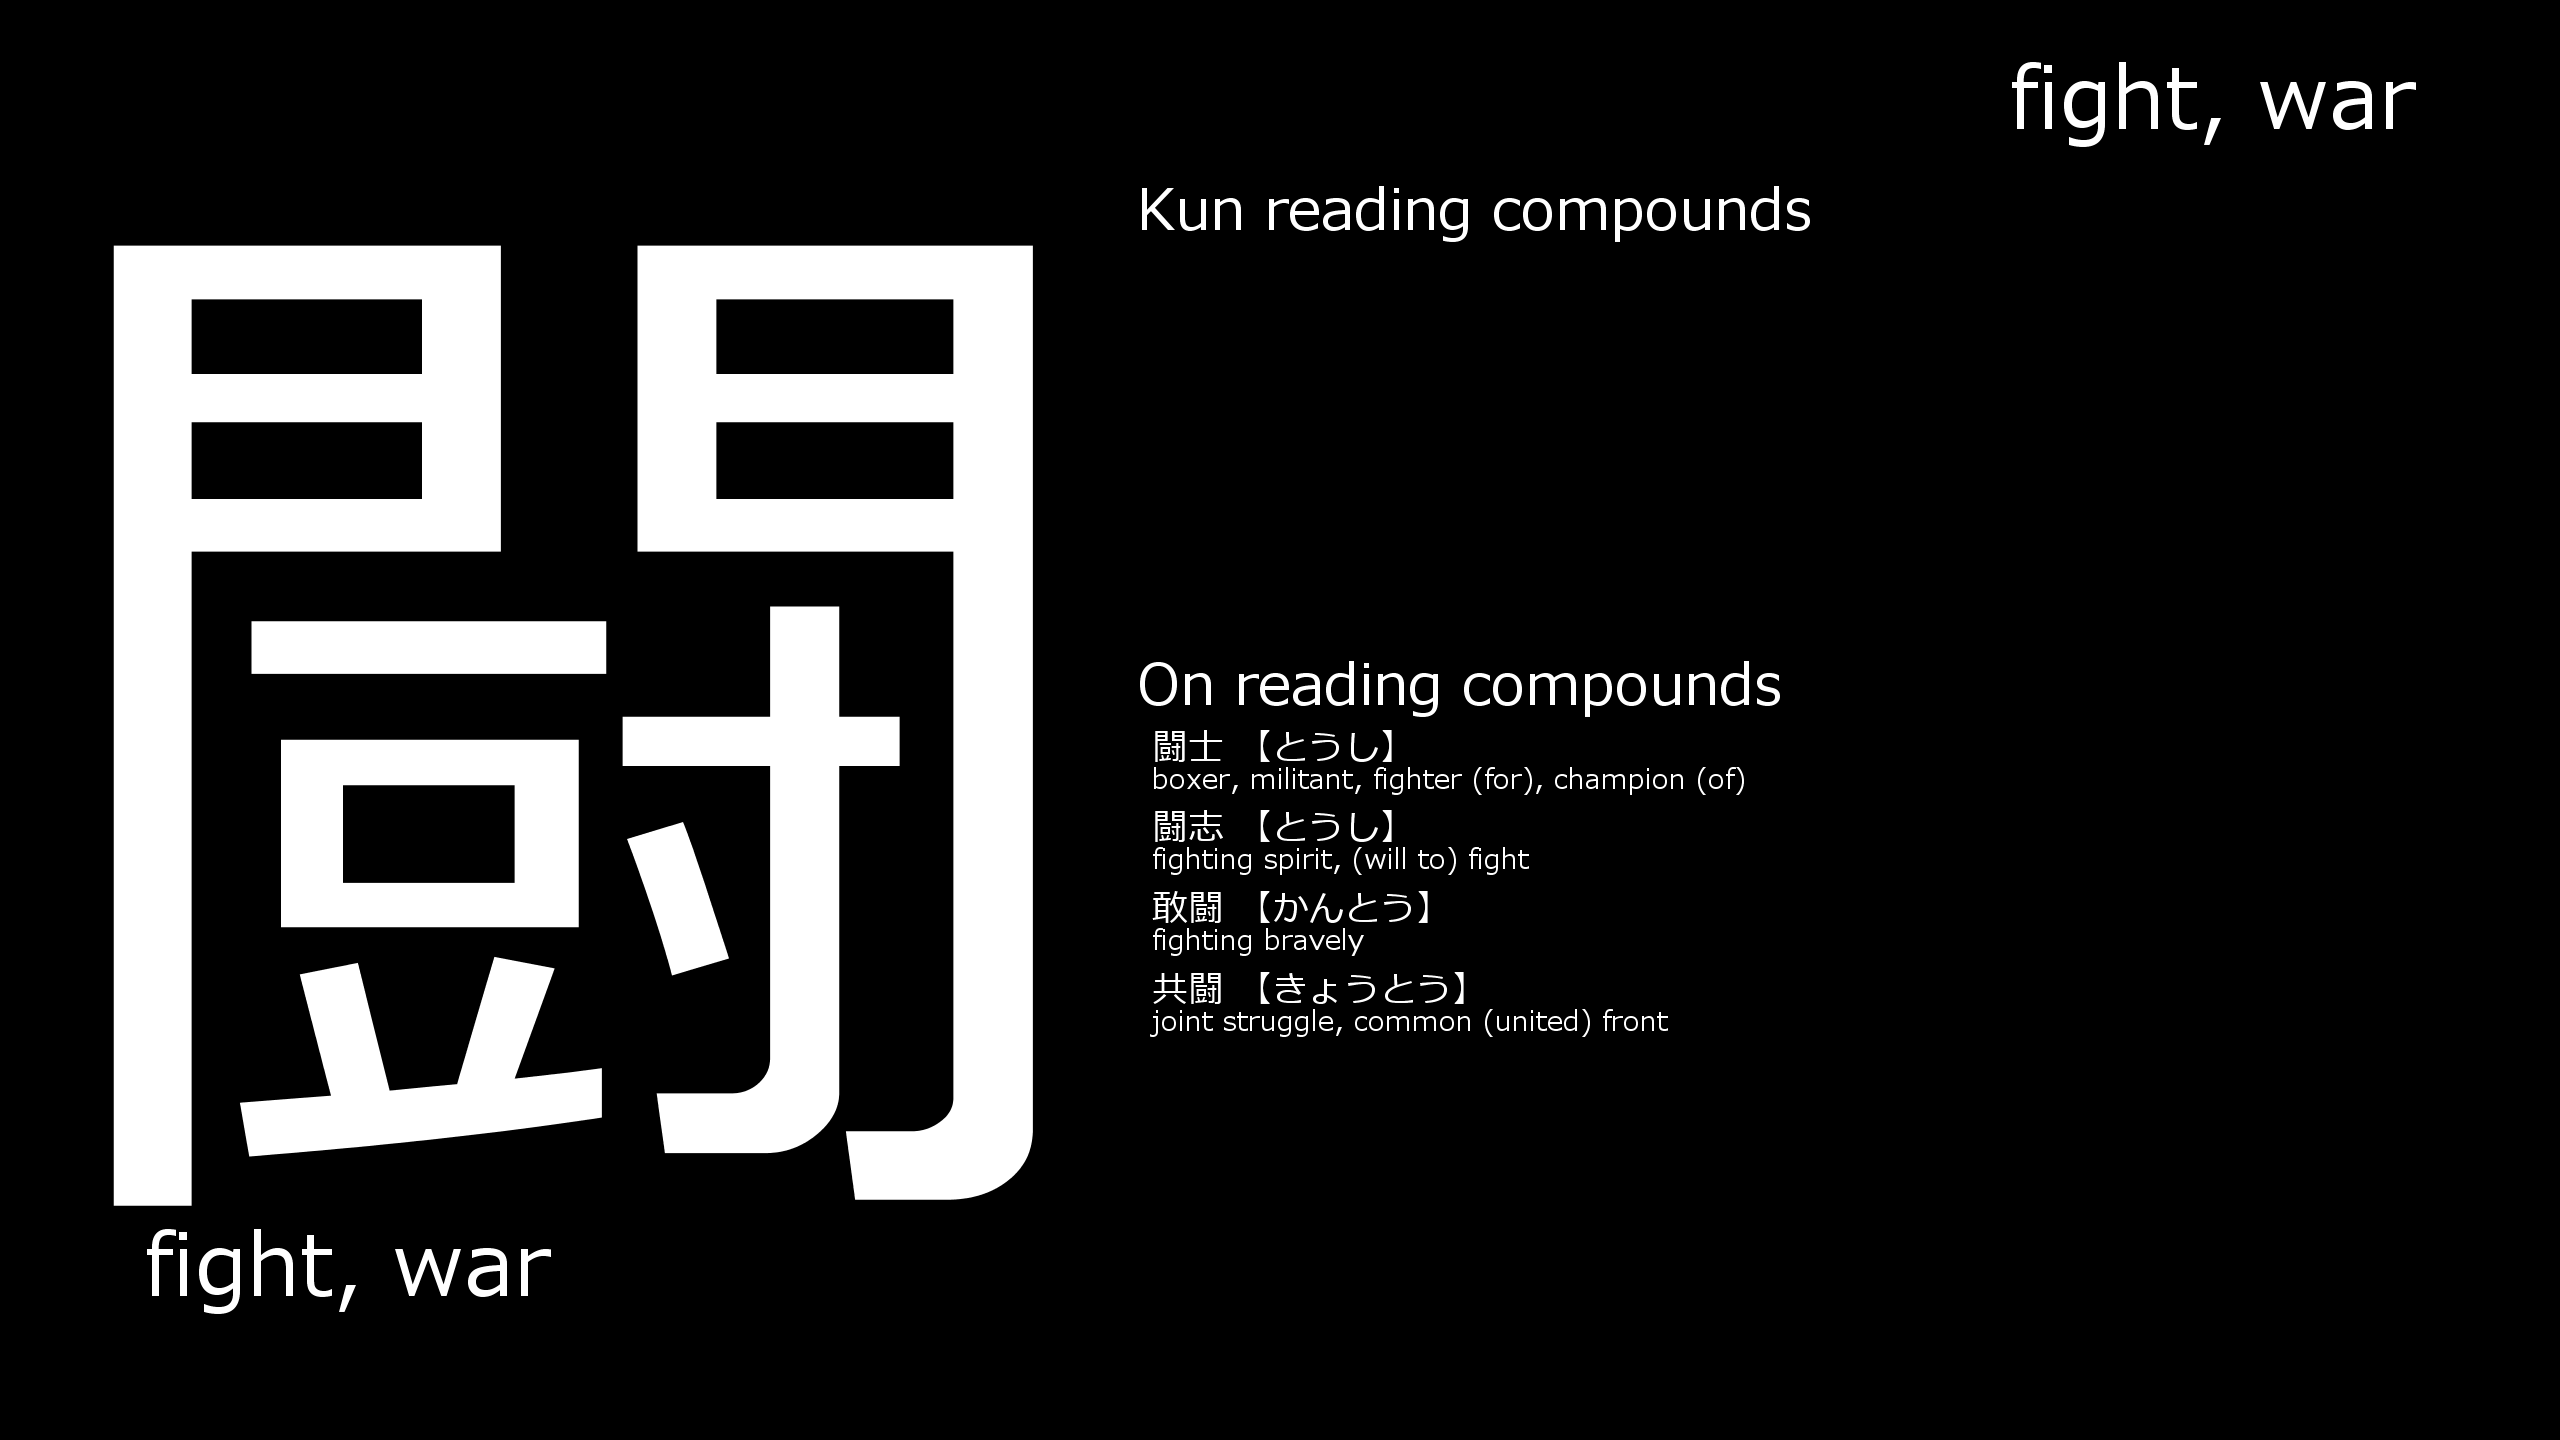 闘
fight, war
fight, war
Kun reading compounds
On reading compounds
闘士 【とうし】
boxer, militant, fighter (for), champion (of)
闘志 【とうし】
fighting spirit, (will to) fight
敢闘 【かんとう】
fighting bravely
共闘 【きょうとう】
joint struggle, common (united) front